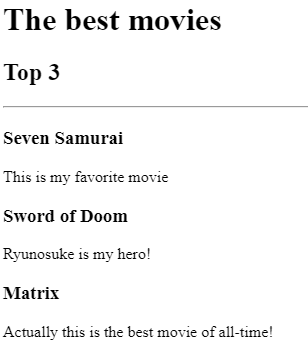 The best movies
Top 3
Seven Samurai
This is my favorite movie
Sword of Doom
Ryunosuke is my hero!
Matrix
Actually this is the best movie of all-time!